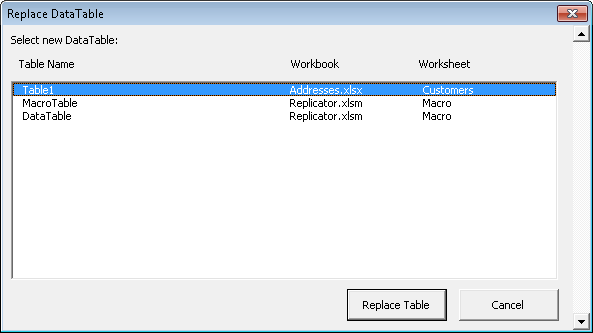 Replace DataTable
Select new DataTable:
Table Name Workbook Worksheet
Table1 Addresses.xlsx Customers
MacroTable Replicator.xlsm Macro
DataTable Replicator.xlsm Macro
Replace Table Cancel